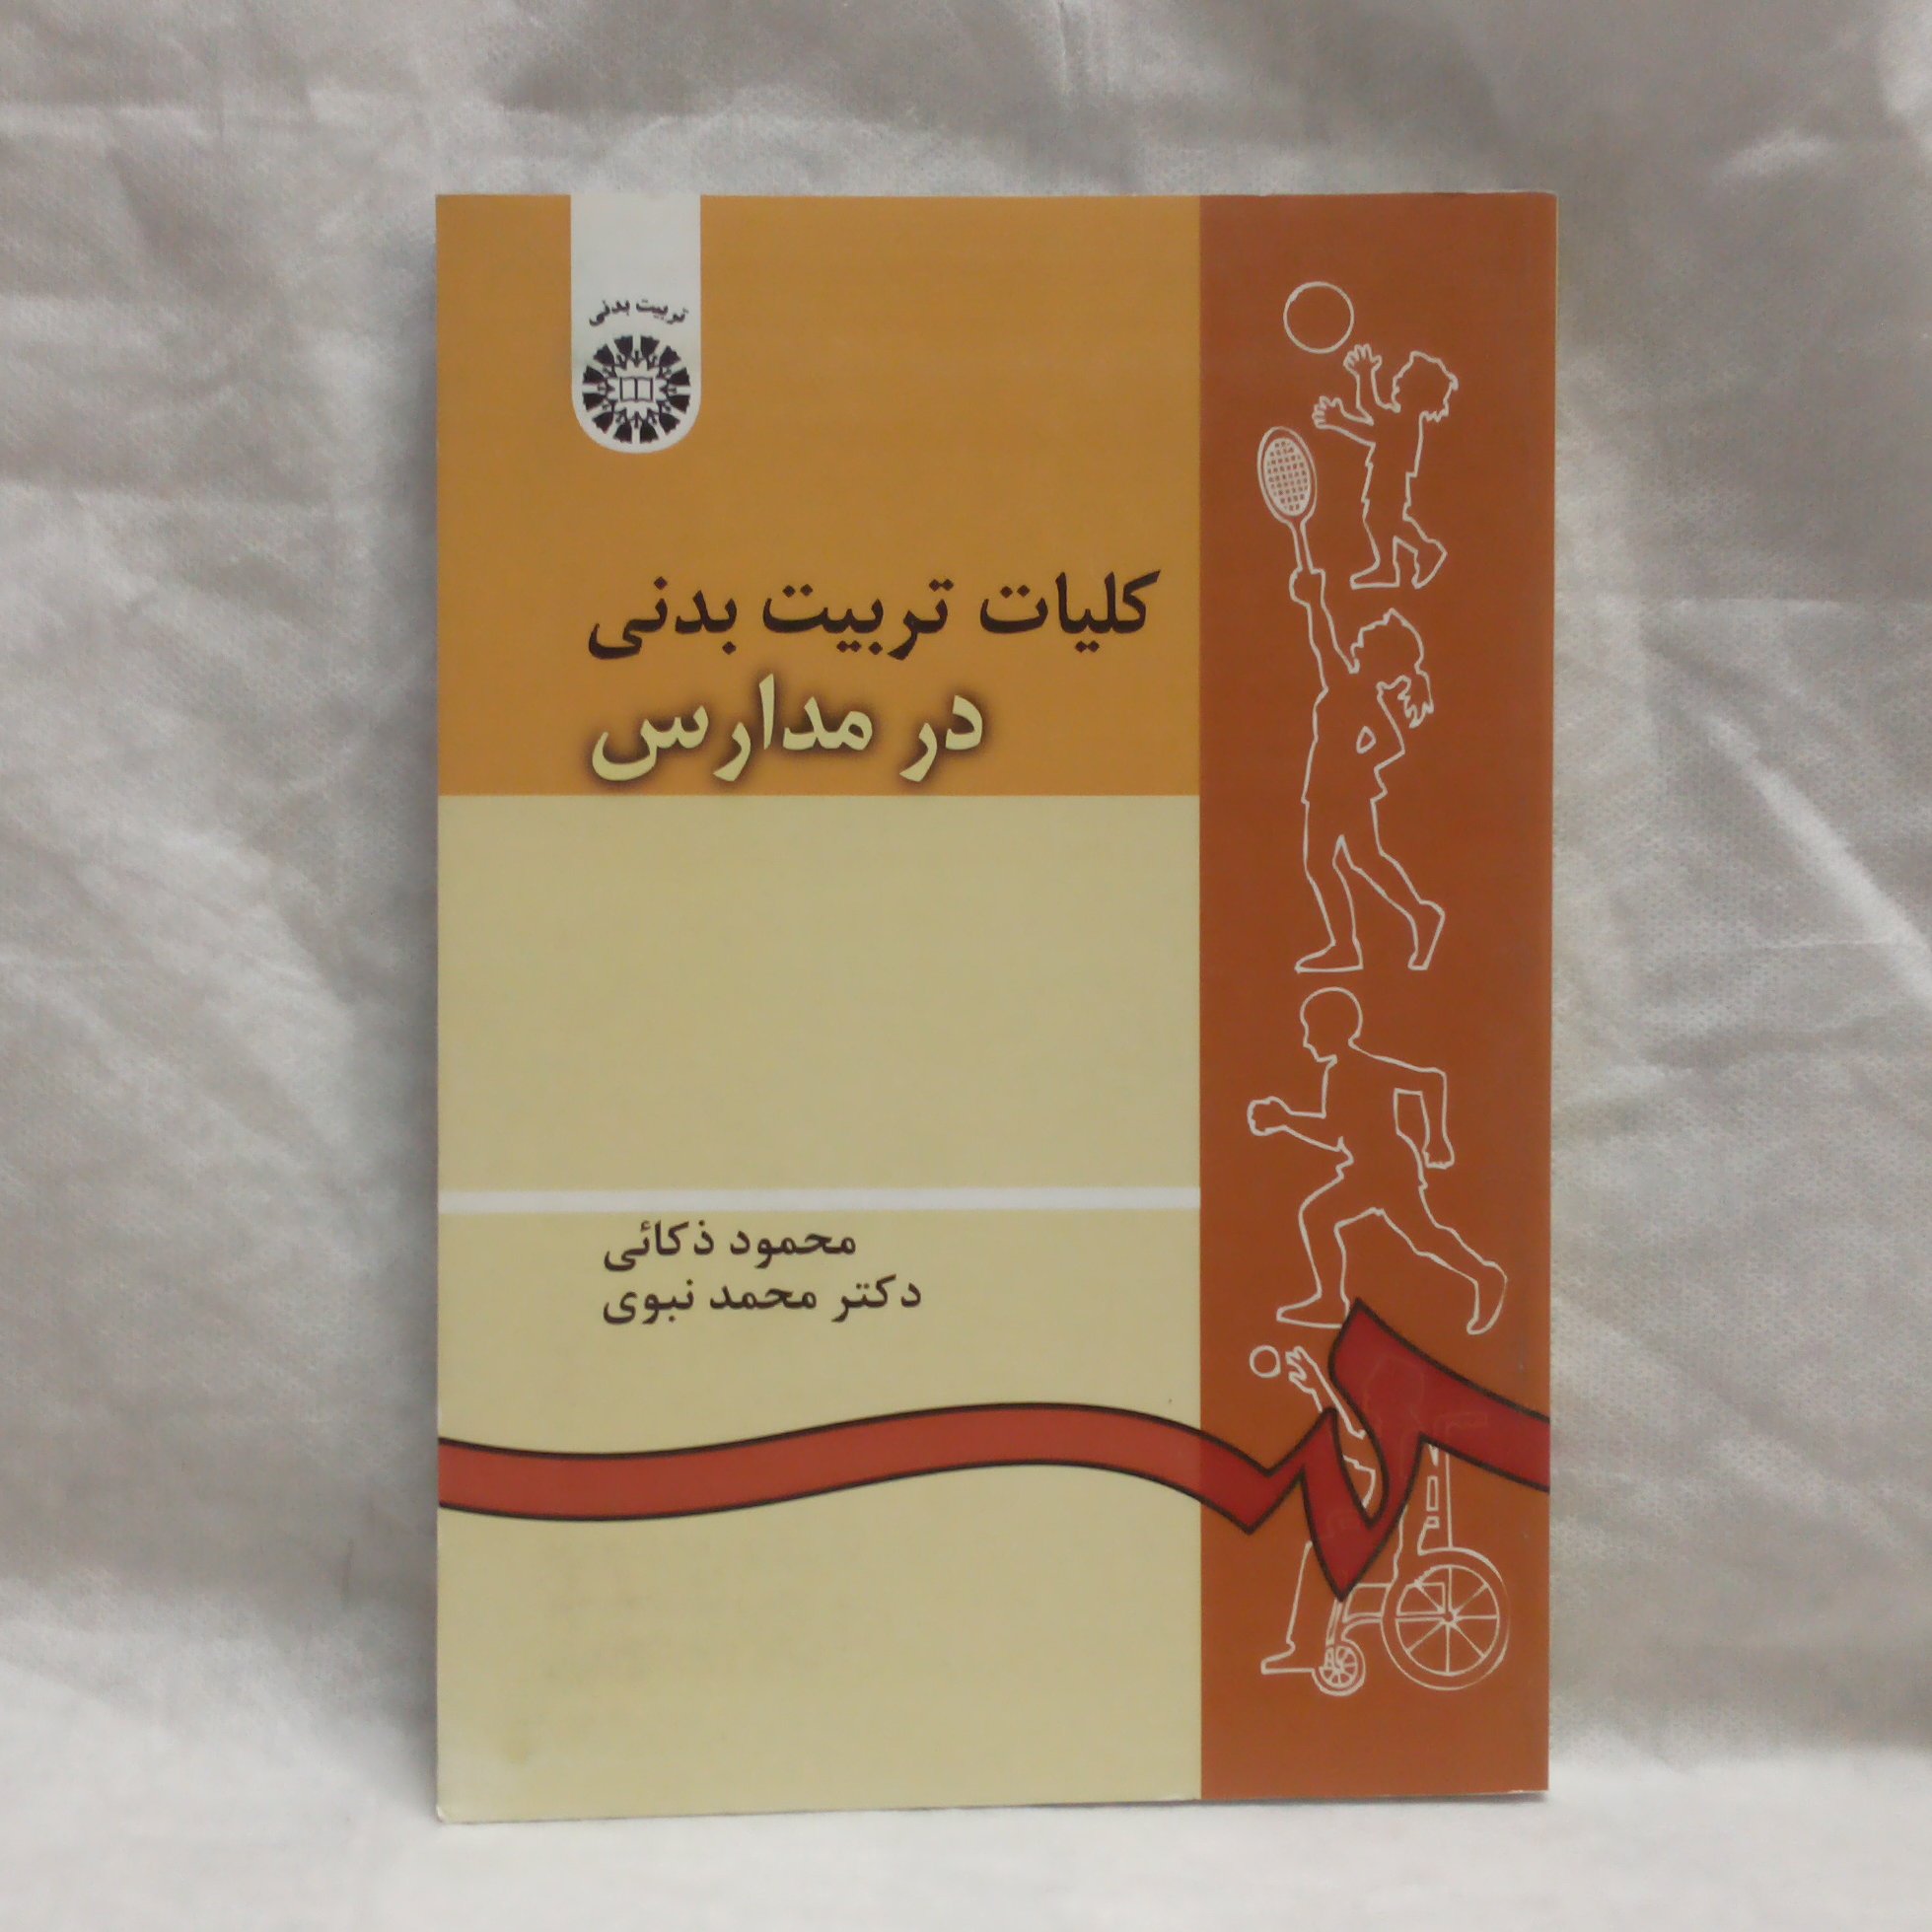 تربیت بدنی
کلیات تربیت بدنی
در مدارس
محمود ذکائی
دکتر محمد نبوی